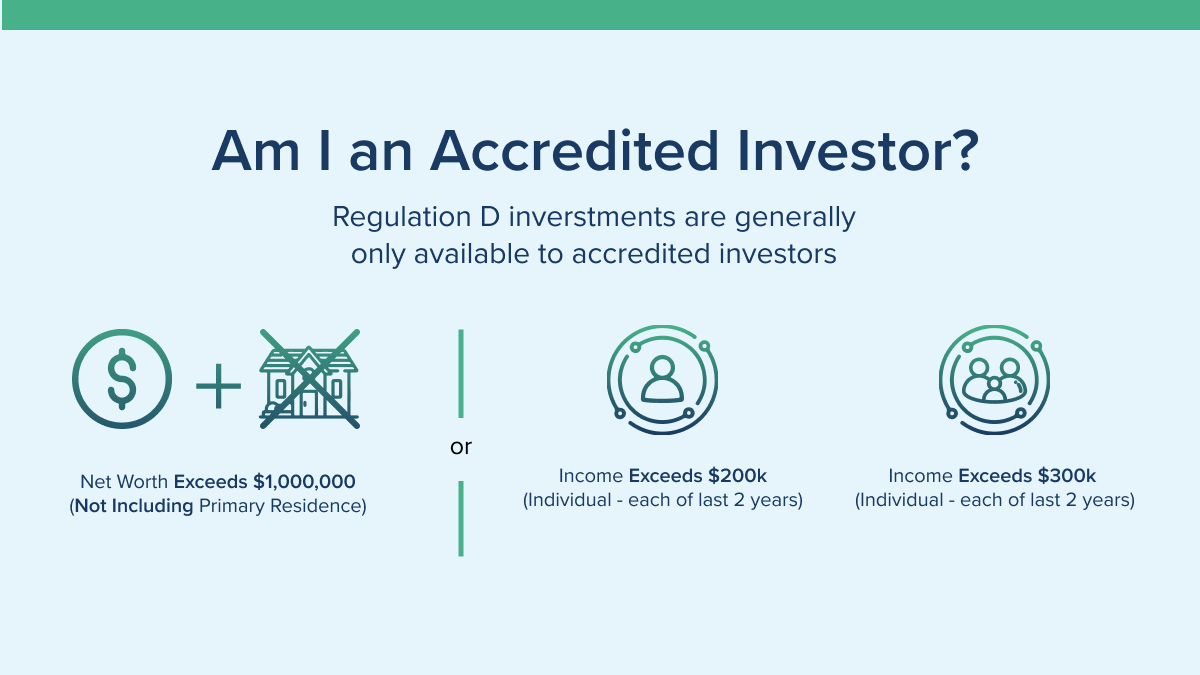 Am I an Accredited Investor?
Regulation D inverstments are generally
only available to accredited investors
Net Worth Exceeds $1,000,000
(Not Including Primary Residence)
or
Income Exceeds $200k
(Individual - each of last 2 years)
Income Exceeds $300k
(Individual - each of last 2 years)